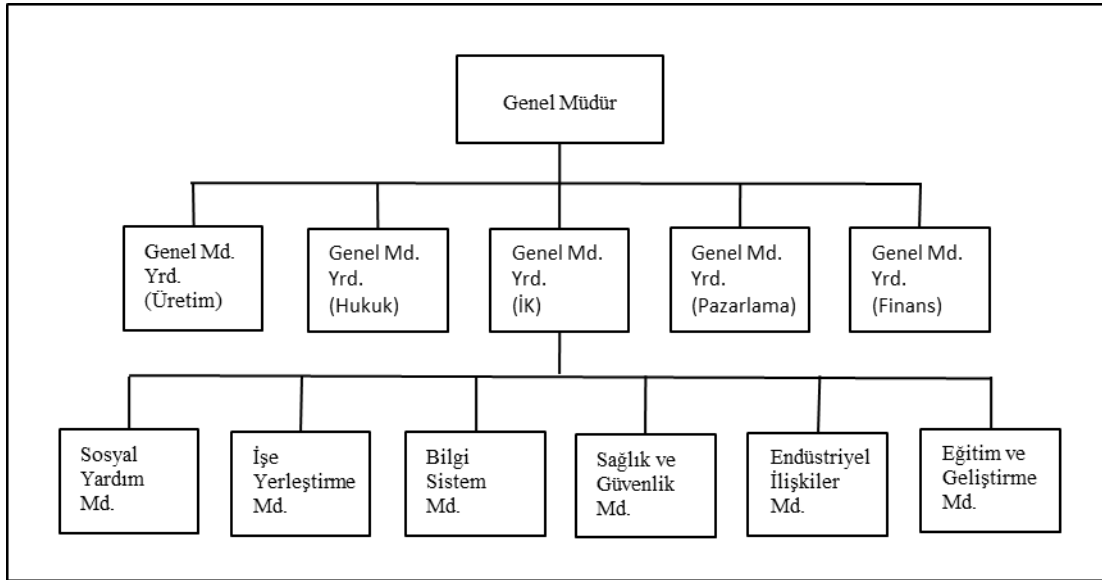 Genel Müdür
Genel Md.
Yrd.
(Üretim)
Genel Md.
Yrd.
(Hukuk)
Genel Md.
Yrd.
(İK)
Genel Md.
Yrd.
(Pazarlama)
Genel Md.
Yrd.
(Finans)
Sosyal
Yardım
Md.
İşe
Yerleştirme
Md.
Bilgi
Sistem
Md.
Sağlık ve
Güvenlik
Md.
Endüstriyel
İlişkiler
Md.
Eğitim ve
Geliştirme
Md.